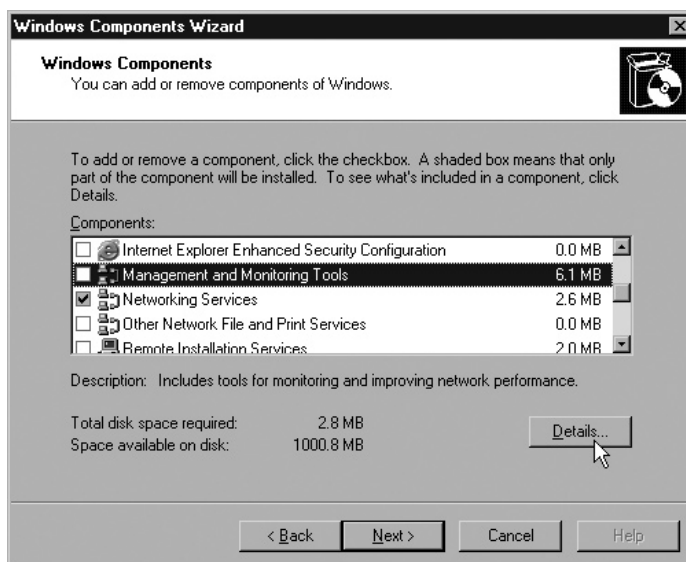 Windows Components Wizard
Windows Components
You can add or remove components of Windows.
To add or remove a component, click the checkbox. A shaded box means that only
part of the component will be installed. To see what's included in a component, click
Details.
Components:
Internet Explorer Enhanced Security Configuration 0.0 MB
Management and Monitoring Tools 6.1 MB
Networking Services 2.6 MB
Other Network File and Print Services 0.0 MB
Remote Installation Services 2.0 MB
Description: Includes tools for monitoring and improving network performance.
Total disk space required: 2.8 MB
Space available on disk: 1000.8 MB
Details...
< Back Next > Cancel Help